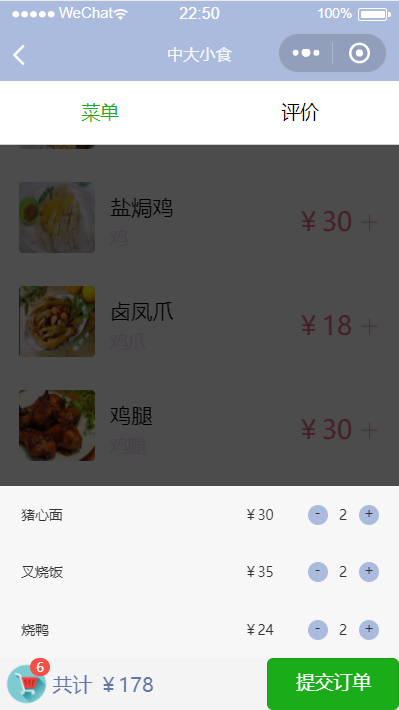 WeChat 22:50 100%
中大小食
菜单 评价
盐焗鸡
鸡
¥30 +
卤凤爪
鸡爪
¥18 +
鸡腿
鸡腿
¥30 +
猪心面 ¥30 - 2 +
叉烧饭 ¥35 - 2 +
烧鸭 ¥24 - 2 +
6 共计 ¥178 提交订单